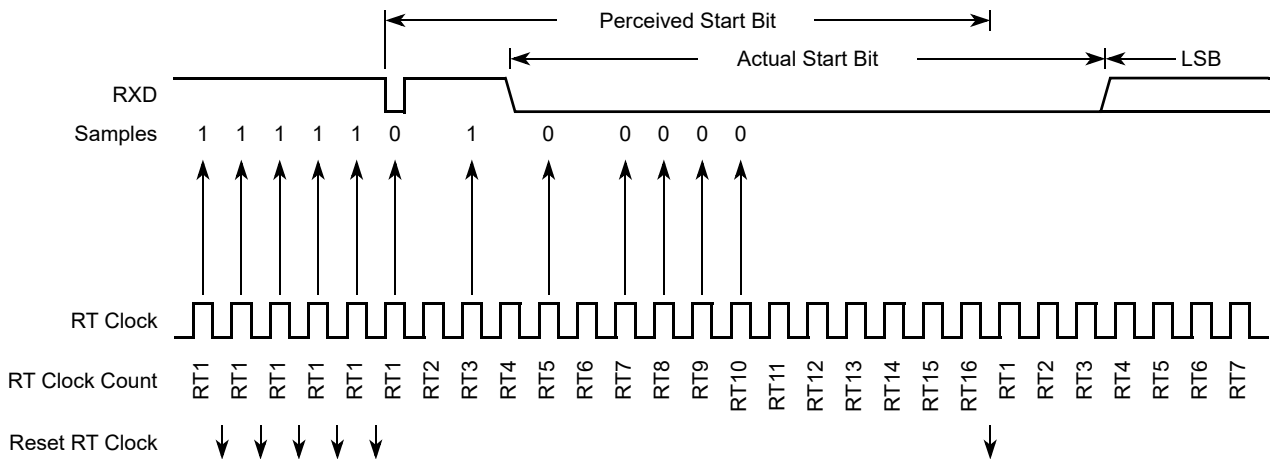 Perceived Start Bit
Actual Start Bit
LSB
RXD
Samples 1 1 1 1 1 0 1 0 0 0 0 0
RT Clock
RT Clock Count RT1 RT1 RT1 RT1 RT1 RT1 RT2 RT3 RT4 RT5 RT6 RT7 RT8 RT9 RT10 RT11 RT12 RT13 RT14 RT15 RT16 RT1 RT2 RT3 RT4 RT5 RT6 RT7
Reset RT Clock